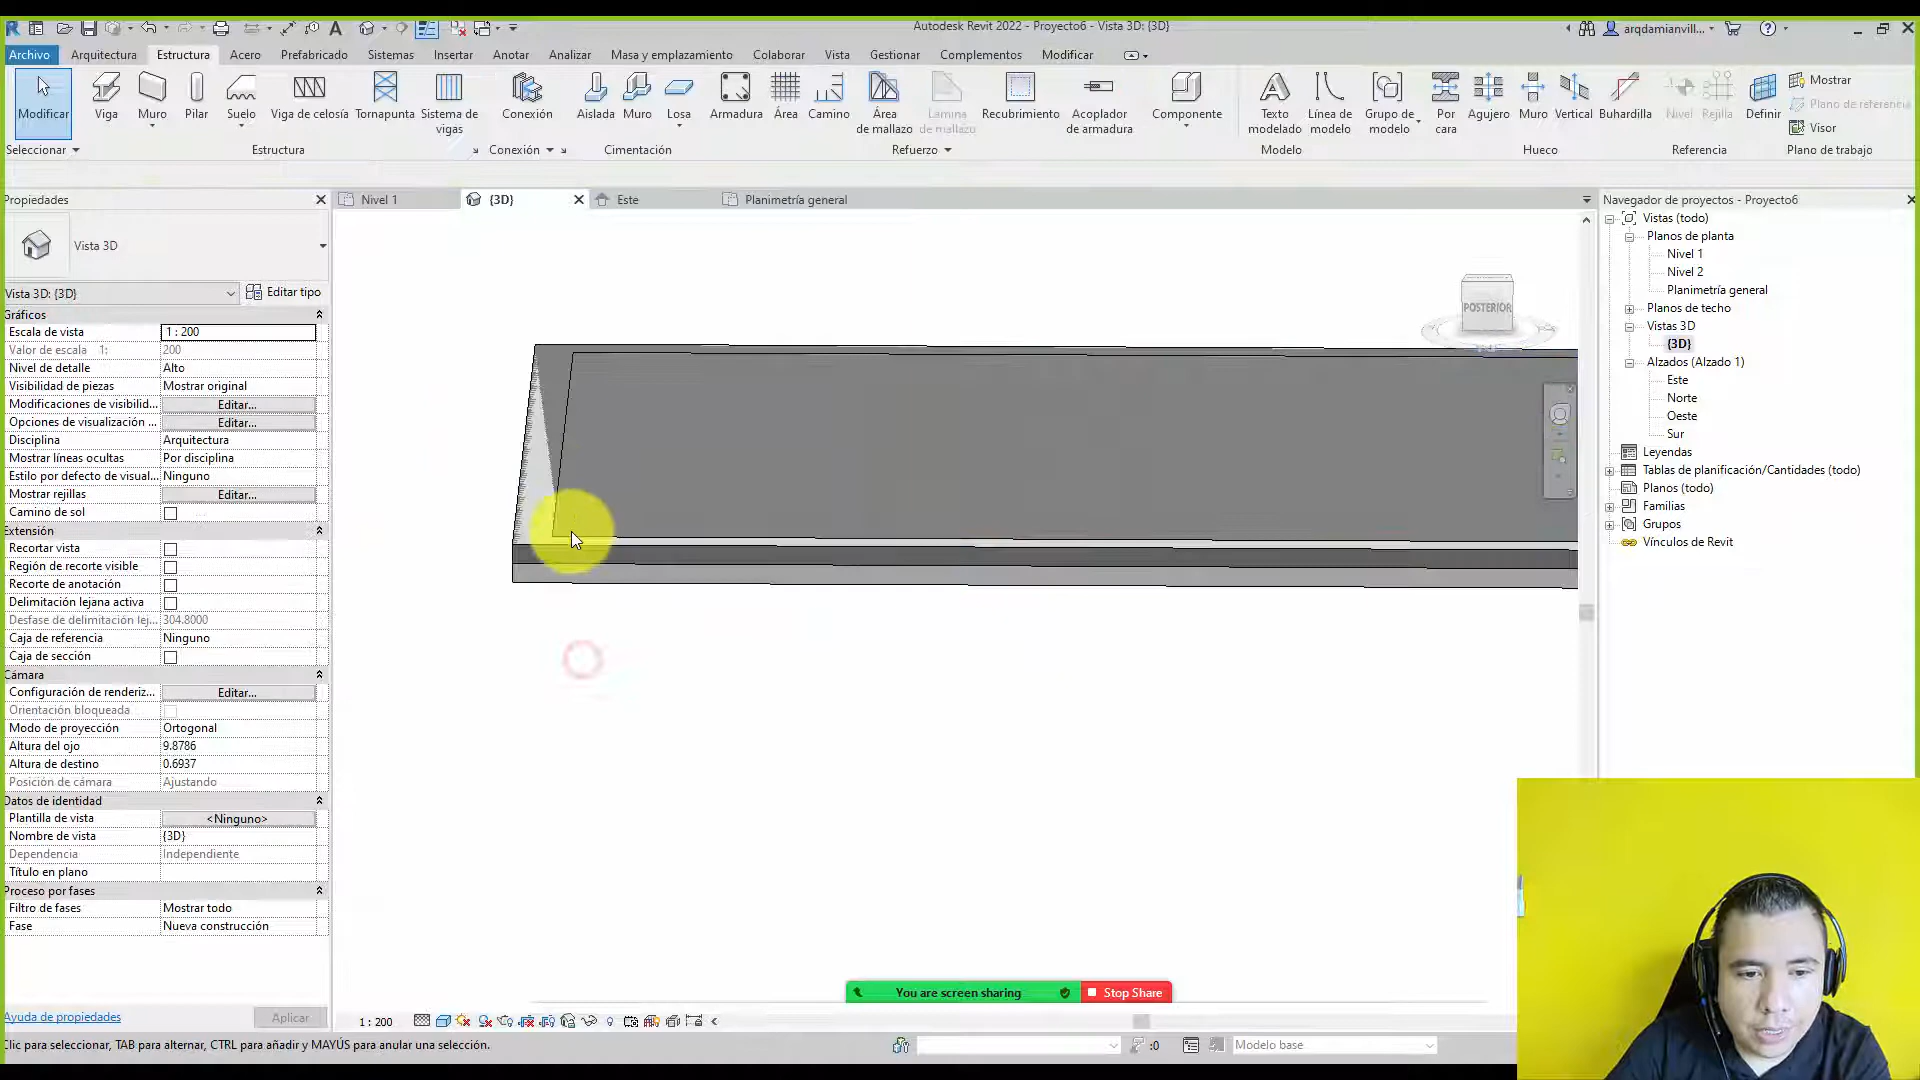 Autodesk Revit 2022 - Proyecto6 - Vista 3D: {3D}
arqdamianvill...
Archivo Arquitectura Estructura Acero Prefabricado Sistemas Insertar Anotar Analizar Masa y emplazamiento Colaborar Vista Gestionar Complementos Modificar
Modificar
Viga
Muro
Pilar
Suelo
Viga de celosía
Tornapunta
Sistema de
vigas
Conexión
Aislada
Muro
Losa
Armadura
Área
Camino
Área
de mallazo
Lámina
de mallazo
Recubrimiento
Acoplador
de armadura
Componente
Texto
modelado
Línea de
modelo
Grupo de
modelo
Por
cara
Agujero
Muro
Vertical
Buhardilla
Nivel
Rejilla
Definir
Mostrar
Plano de referencia
Visor
Seleccionar Estructura Conexión Cimentación Refuerzo Modelo Hueco Referencia Plano de trabajo
Propiedades
Vista 3D
Vista 3D: {3D} Editar tipo
Gráficos
Escala de vista 1 : 200
Valor de escala 1: 200
Nivel de detalle Alto
Visibilidad de piezas Mostrar original
Modificaciones de visibilid... Editar...
Opciones de visualización ... Editar...
Disciplina Arquitectura
Mostrar líneas ocultas Por disciplina
Estilo por defecto de visual... Ninguno
Mostrar rejillas Editar...
Camino de sol
Extensión
Recortar vista
Región de recorte visible
Recorte de anotación
Delimitación lejana activa
Desfase de delimitación lej... 304.8000
Caja de referencia Ninguno
Caja de sección
Cámara
Configuración de renderiz... Editar...
Orientación bloqueada
Modo de proyección Ortogonal
Altura del ojo 9.8786
Altura de destino 0.6937
Posición de cámara Ajustando
Datos de identidad
Plantilla de vista <Ninguno>
Nombre de vista {3D}
Dependencia Independiente
Título en plano
Proceso por fases
Filtro de fases Mostrar todo
Fase Nueva construcción
Ayuda de propiedades Aplicar
Nivel 1 {3D} Este Planimetría general
POSTERIOR
Navegador de proyectos - Proyecto6
Vistas (todo)
Planos de planta
Nivel 1
Nivel 2
Planimetría general
Planos de techo
Vistas 3D
{3D}
Alzados (Alzado 1)
Este
Norte
Oeste
Sur
Leyendas
Tablas de planificación/Cantidades (todo)
Planos (todo)
Familias
Grupos
Vínculos de Revit
You are screen sharing Stop Share
1 : 200
Clic para seleccionar, TAB para alternar, CTRL para añadir y MAYÚS para anular una selección.
:0
Modelo base